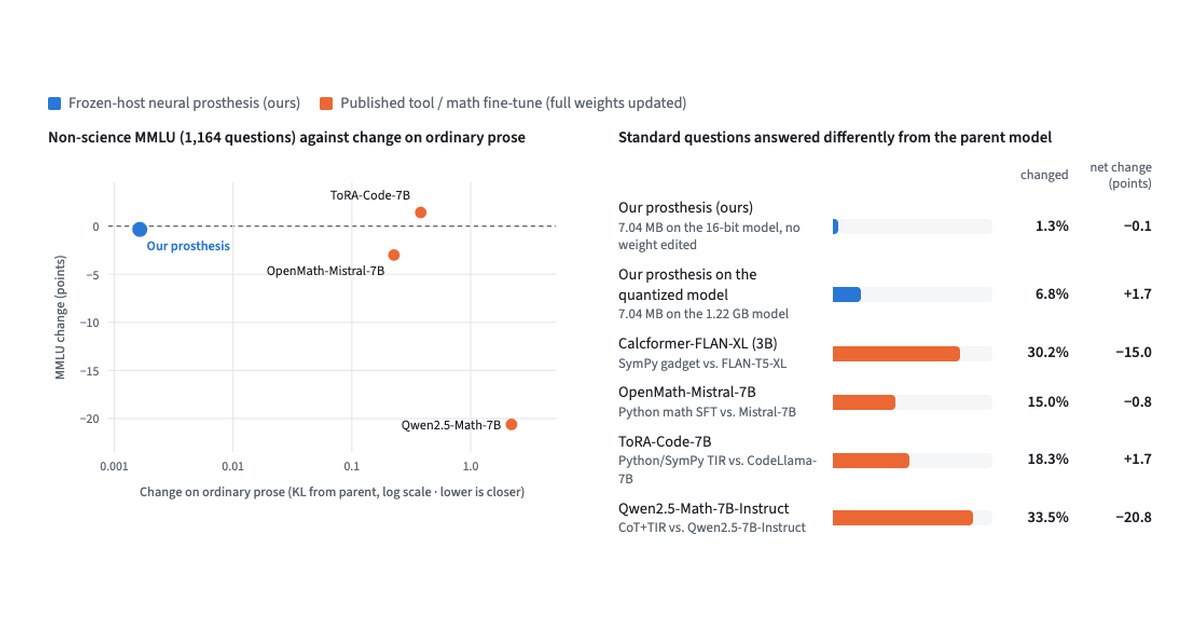 Frozen-host neural prosthesis (ours)
Published tool / math fine-tune (full weights updated)
Non-science MMLU (1,164 questions) against change on ordinary prose
MMLU change (points)
0
−5
−10
−15
−20
ToRA-Code-7B
Our prosthesis
OpenMath-Mistral-7B
Qwen2.5-Math-7B
0.001
0.01
0.1
1.0
Change on ordinary prose (KL from parent, log scale · lower is closer)
Standard questions answered differently from the parent model
changed
net change
(points)
Our prosthesis (ours)
7.04 MB on the 16-bit model, no
weight edited
1.3%
−0.1
Our prosthesis on the
quantized model
7.04 MB on the 1.22 GB model
6.8%
+1.7
Calcformer-FLAN-XL (3B)
SymPy gadget vs. FLAN-T5-XL
30.2%
−15.0
OpenMath-Mistral-7B
Python math SFT vs. Mistral-7B
15.0%
−0.8
ToRA-Code-7B
Python/SymPy TIR vs. CodeLlama-
7B
18.3%
+1.7
Qwen2.5-Math-7B-Instruct
CoT+TIR vs. Qwen2.5-7B-Instruct
33.5%
−20.8